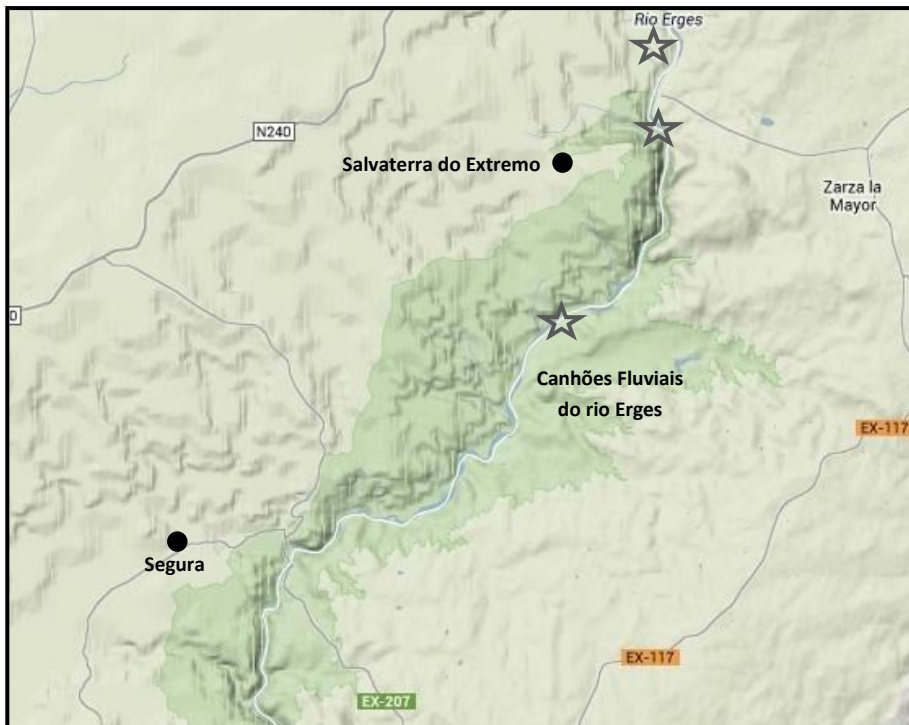 Rio Erges
N240
Salvaterra do Extremo
Zarza la
Mayor
0
Canhões Fluviais
do rio Erges
EX-117
Segura
EX-117
EX-207